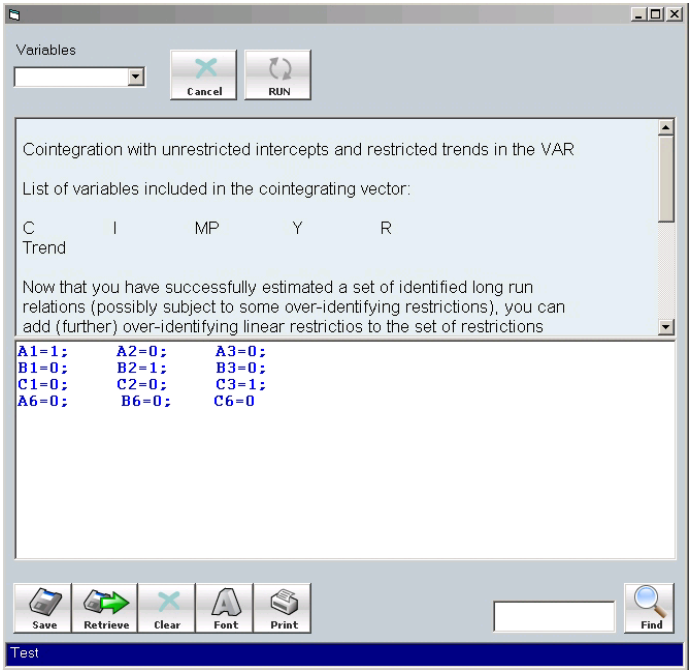 Variables
Cancel
RUN
Cointegration with unrestricted intercepts and restricted trends in the VAR
List of variables included in the cointegrating vector:
C I MP Y R
Trend
Now that you have successfully estimated a set of identified long run
relations (possibly subject to some over-identifying restrictions), you can
add (further) over-identifying linear restrictios to the set of restrictions
A1=1; A2=0; A3=0;
B1=0; B2=1; B3=0;
C1=0; C2=0; C3=1;
A6=0; B6=0; C6=0
Save Retrieve Clear Font Print Find
Test